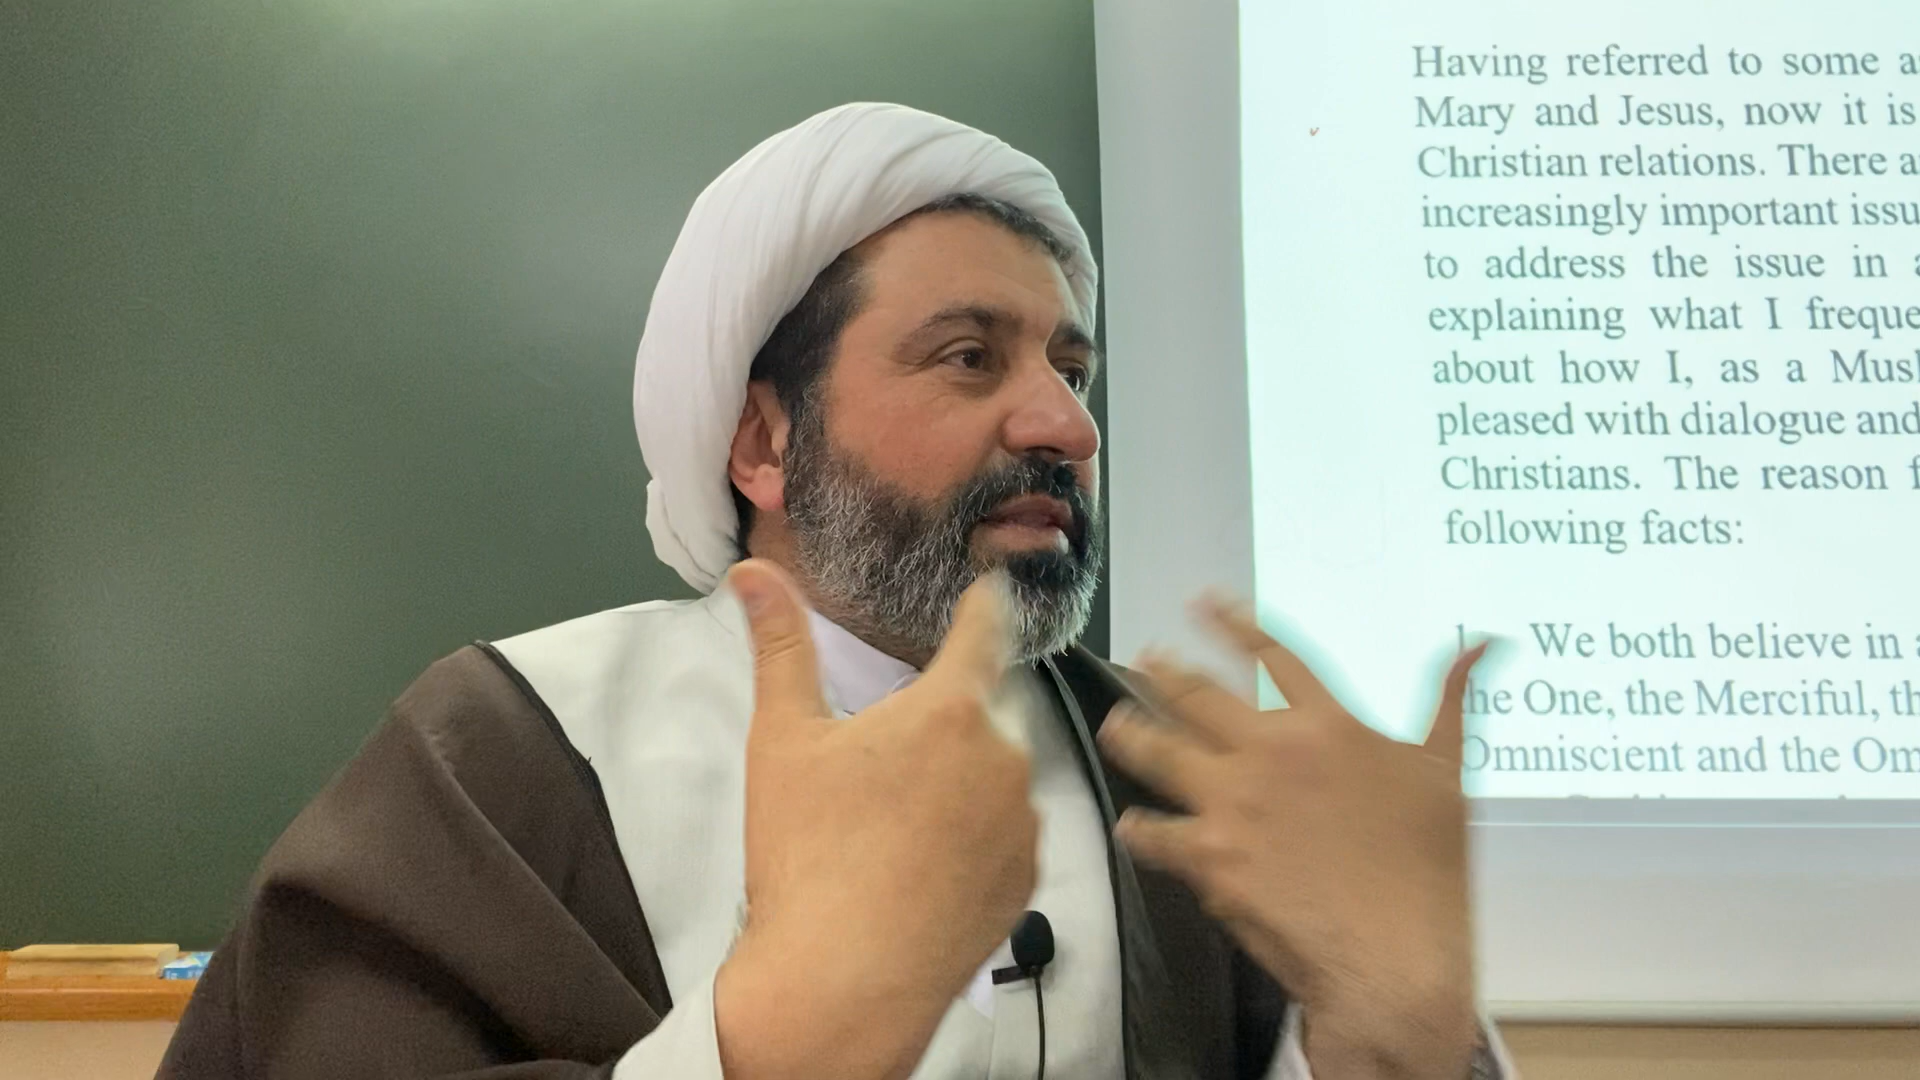 Having referred to some
Mary and Jesus, now it is
Christian relations. There
increasingly important
to address the issue in
explaining what I
about how I, as a
pleased with dialogue and
Christians. The reason
following facts:
We both believe in
the One, the Merciful,
Omniscient and the